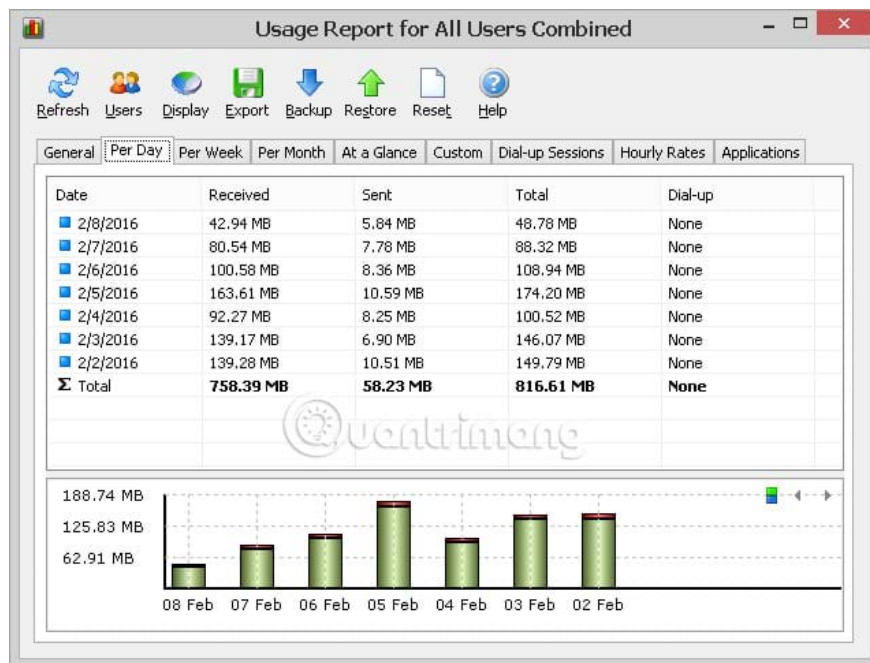 Usage Report for All Users Combined
Refresh Users Display Export Backup Restore Reset Help
General Per Day Per Week Per Month At a Glance Custom Dial-up Sessions Hourly Rates Applications
Date Received Sent Total Dial-up
2/8/2016 42.94 MB 5.84 MB 48.78 MB None
2/7/2016 80.54 MB 7.78 MB 88.32 MB None
2/6/2016 100.58 MB 8.36 MB 108.94 MB None
2/5/2016 163.61 MB 10.59 MB 174.20 MB None
2/4/2016 92.27 MB 8.25 MB 100.52 MB None
2/3/2016 139.17 MB 6.90 MB 146.07 MB None
2/2/2016 139.28 MB 10.51 MB 149.79 MB None
Σ Total 758.39 MB 58.23 MB 816.61 MB None
Quantrimang
188.74 MB
125.83 MB
62.91 MB
08 Feb 07 Feb 06 Feb 05 Feb 04 Feb 03 Feb 02 Feb